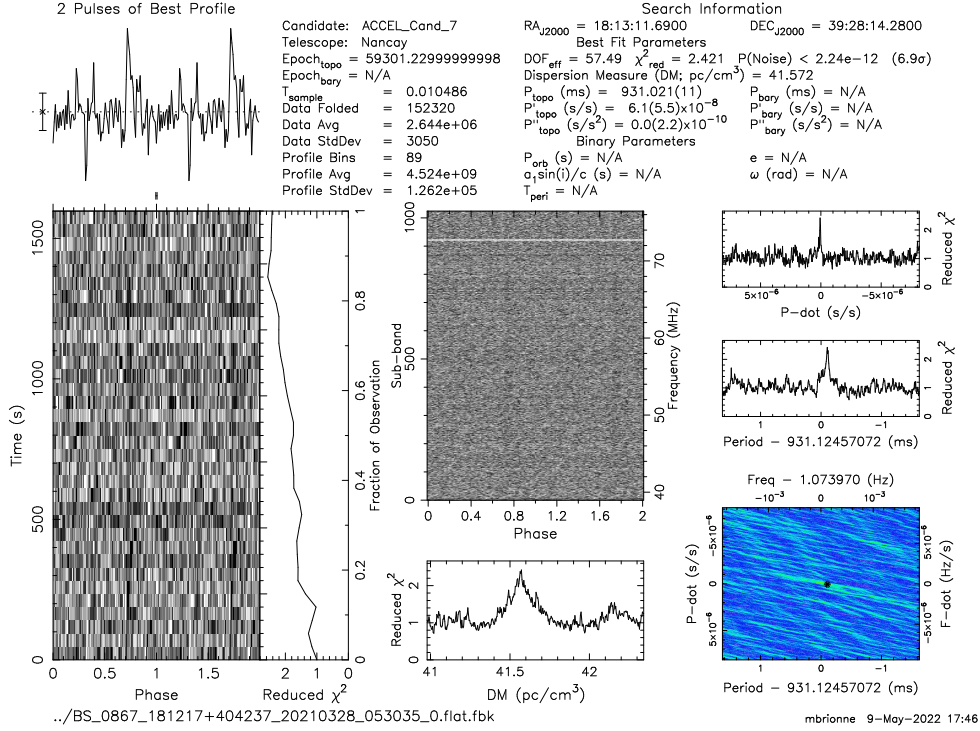 2 Pulses of Best Profile
Search Information
Candidate: ACCEL_Cand_7
RA_J2000 = 18:13:11.6900
DEC_J2000 = 39:28:14.2800
Telescope: Nancay
Best Fit Parameters
Epoch_topo = 59301.22999999998
DOF_eff = 57.49 χ²_red = 2.421 P(Noise) < 2.24e-12 (6.9σ)
Epoch_bary = N/A
Dispersion Measure (DM; pc/cm³) = 41.572
T_sample = 0.010486
P_topo (ms) = 931.021(11)
P_bary (ms) = N/A
Data Folded = 152320
P'_topo (s/s) = 6.1(5.5)x10⁻⁸
P'_bary (s/s) = N/A
Data Avg = 2.644e+06
P''_topo (s/s²) = 0.0(2.2)x10⁻¹⁰
P''_bary (s/s²) = N/A
Data StdDev = 3050
Binary Parameters
Profile Bins = 89
P_orb (s) = N/A
e = N/A
Profile Avg = 4.524e+09
a₁sin(i)/c (s) = N/A
ω (rad) = N/A
Profile StdDev = 1.262e+05
T_peri = N/A
0 500 1000 1500
Time (s)
0 0.5 1 1.5
Phase
2 1 0
Reduced χ²
0 0.2 0.4 0.6 0.8 1
Fraction of Observation
0 500 1000
Sub-band
40 50 60 70
Frequency (MHz)
0 0.4 0.8 1.2 1.6 2
Phase
0 1 2
Reduced χ²
41 41.5 42
DM (pc/cm³)
0 1 2
Reduced χ²
5×10⁻⁶ 0 -5×10⁻⁶
P-dot (s/s)
0 1 2
Reduced χ²
1 0 -1
Period - 931.12457072 (ms)
Freq - 1.073970 (Hz)
-10⁻³ 0 10⁻³
-5×10⁻⁶ 0 5×10⁻⁶
P-dot (s/s)
5×10⁻⁶ 0 -5×10⁻⁶
F-dot (Hz/s)
1 0 -1
Period - 931.12457072 (ms)
../BS_0867_181217+404237_20210328_053035_0.flat.fbk
mbrionne 9-May-2022 17:46